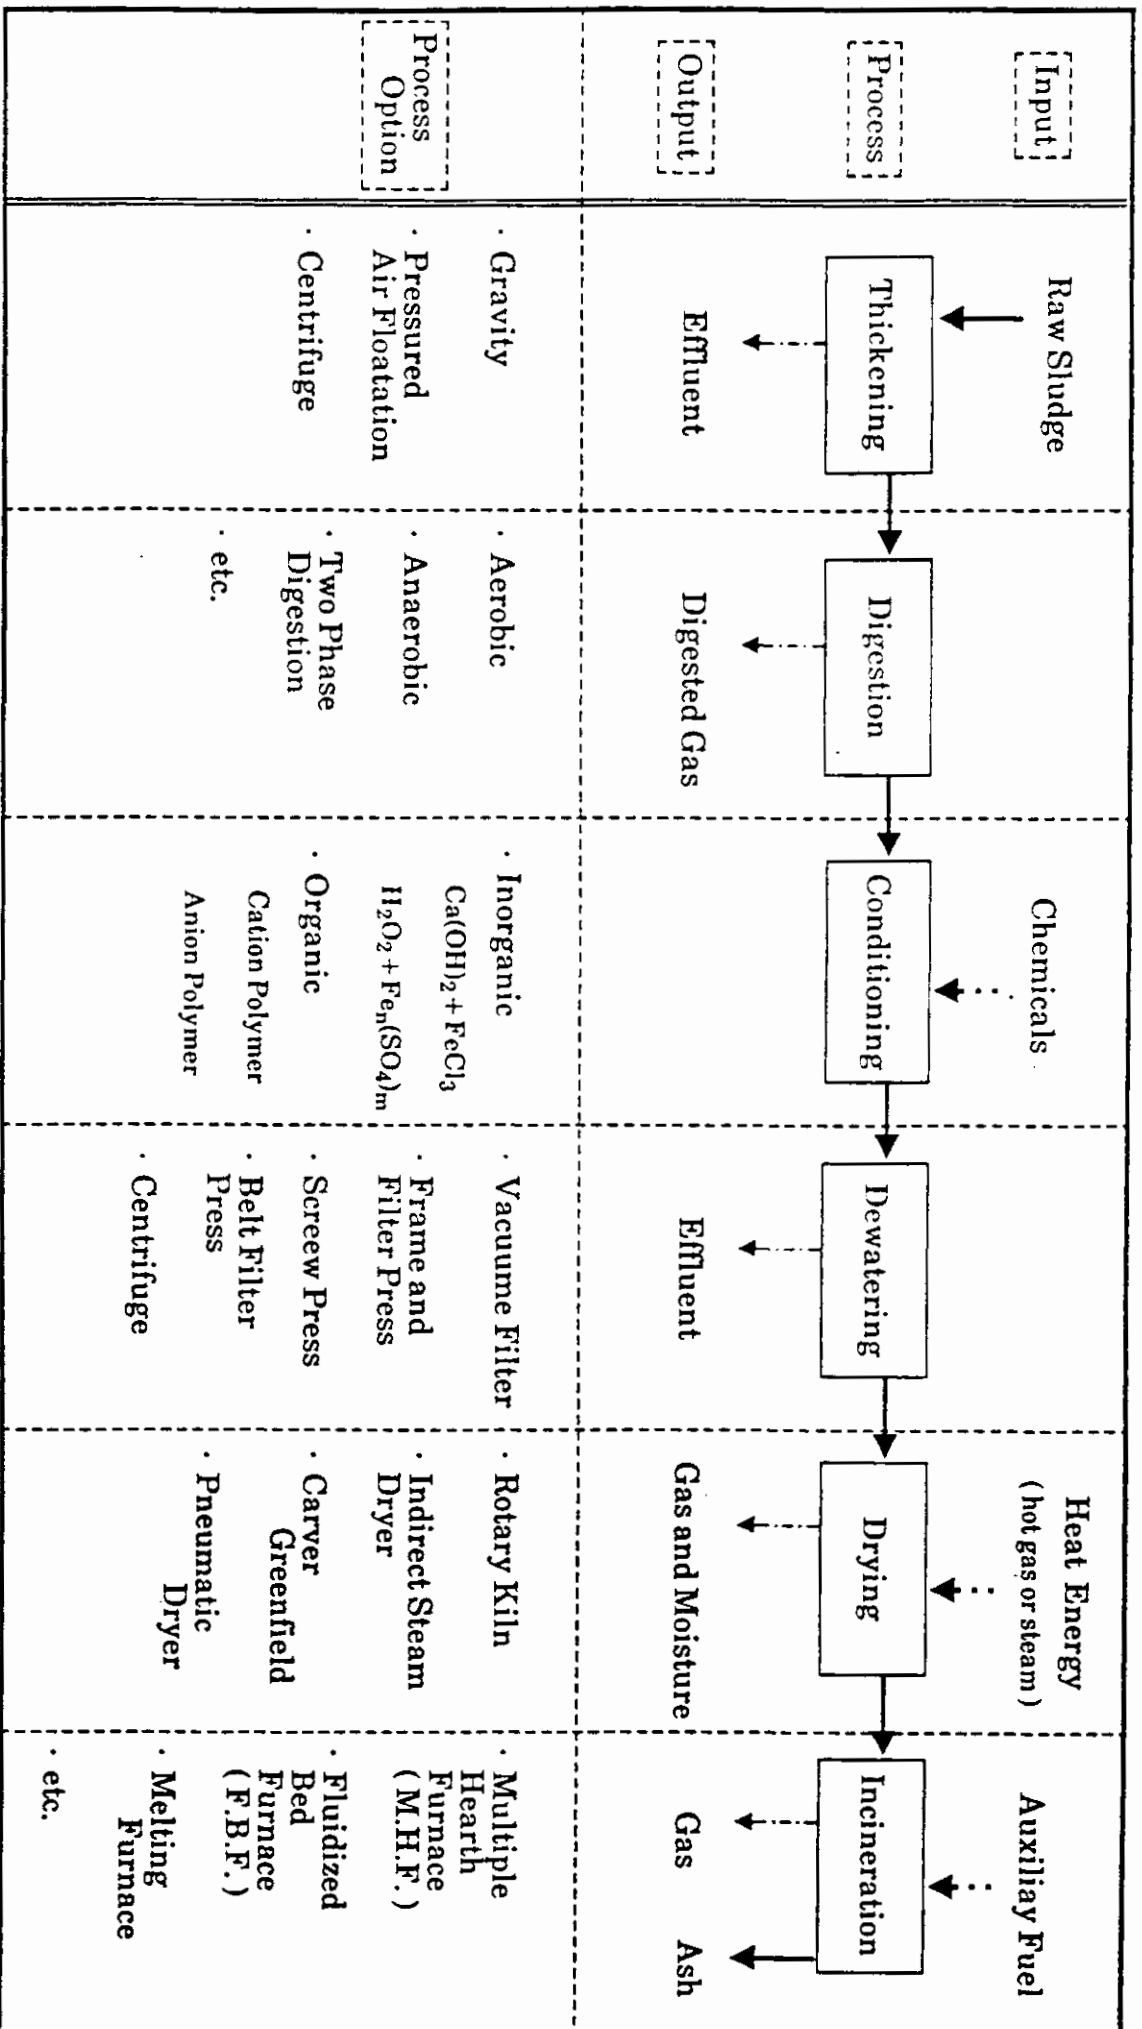 Input
Process
Output
Process
Option
Raw Sludge
Thickening
Effluent
· Gravity
· Pressured
Air Floatation
· Centrifuge
Digestion
Digested Gas
· Aerobic
· Anaerobic
· Two Phase
Digestion
· etc.
Chemicals
Conditioning
· Inorganic
Ca(OH)₂ + FeCl₃
H₂O₂ + Feₙ(SO₄)ₘ
· Organic
Cation Polymer
Anion Polymer
Dewatering
Effluent
· Vacuume Filter
· Frame and
Filter Press
· Screew Press
· Belt Filter
Press
· Centrifuge
Heat Energy
(hot gas or steam)
Drying
Gas and Moisture
· Rotary Kiln
· Indirect Steam
Dryer
· Carver
Greenfield
· Pneumatic
Dryer
Auxiliay Fuel
Incineration
Gas
Ash
· Multiple
Hearth
Furnace
(M.H.F.)
· Fluidized
Bed
Furnace
(F.B.F.)
· Melting
Furnace
· etc.